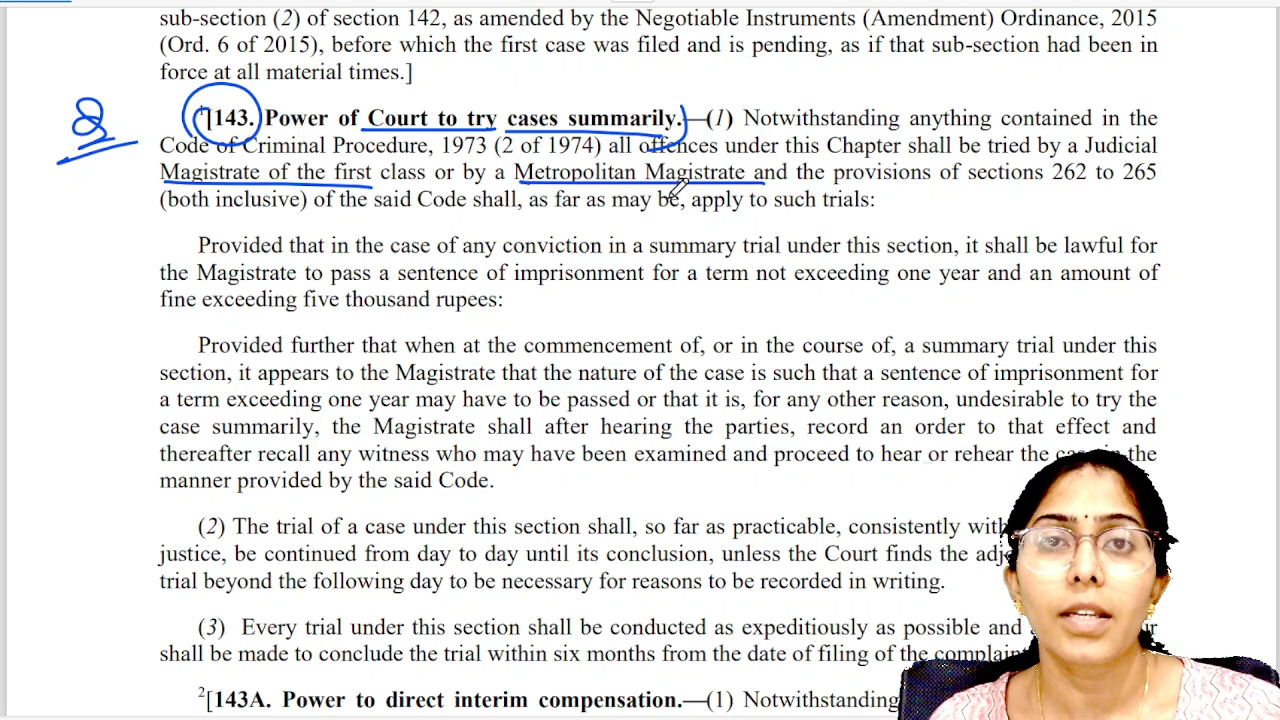 sub-section (2) of section 142, as amended by the Negotiable Instruments (Amendment) Ordinance, 2015
(Ord. 6 of 2015), before which the first case was filed and is pending, as if that sub-section had been in
force at all material times.]
1[143. Power of Court to try cases summarily.—(1) Notwithstanding anything contained in the
Code of Criminal Procedure, 1973 (2 of 1974) all offences under this Chapter shall be tried by a Judicial
Magistrate of the first class or by a Metropolitan Magistrate and the provisions of sections 262 to 265
(both inclusive) of the said Code shall, as far as may be, apply to such trials:
Provided that in the case of any conviction in a summary trial under this section, it shall be lawful for
the Magistrate to pass a sentence of imprisonment for a term not exceeding one year and an amount of
fine exceeding five thousand rupees:
Provided further that when at the commencement of, or in the course of, a summary trial under this
section, it appears to the Magistrate that the nature of the case is such that a sentence of imprisonment for
a term exceeding one year may have to be passed or that it is, for any other reason, undesirable to try the
case summarily, the Magistrate shall after hearing the parties, record an order to that effect and
thereafter recall any witness who may have been examined and proceed to hear or rehear the case in the
manner provided by the said Code.
(2) The trial of a case under this section shall, so far as practicable, consistently with
justice, be continued from day to day until its conclusion, unless the Court finds the adj
trial beyond the following day to be necessary for reasons to be recorded in writing.
(3) Every trial under this section shall be conducted as expeditiously as possible and
shall be made to conclude the trial within six months from the date of filing of the complain
2[143A. Power to direct interim compensation.—(1) Notwithstanding